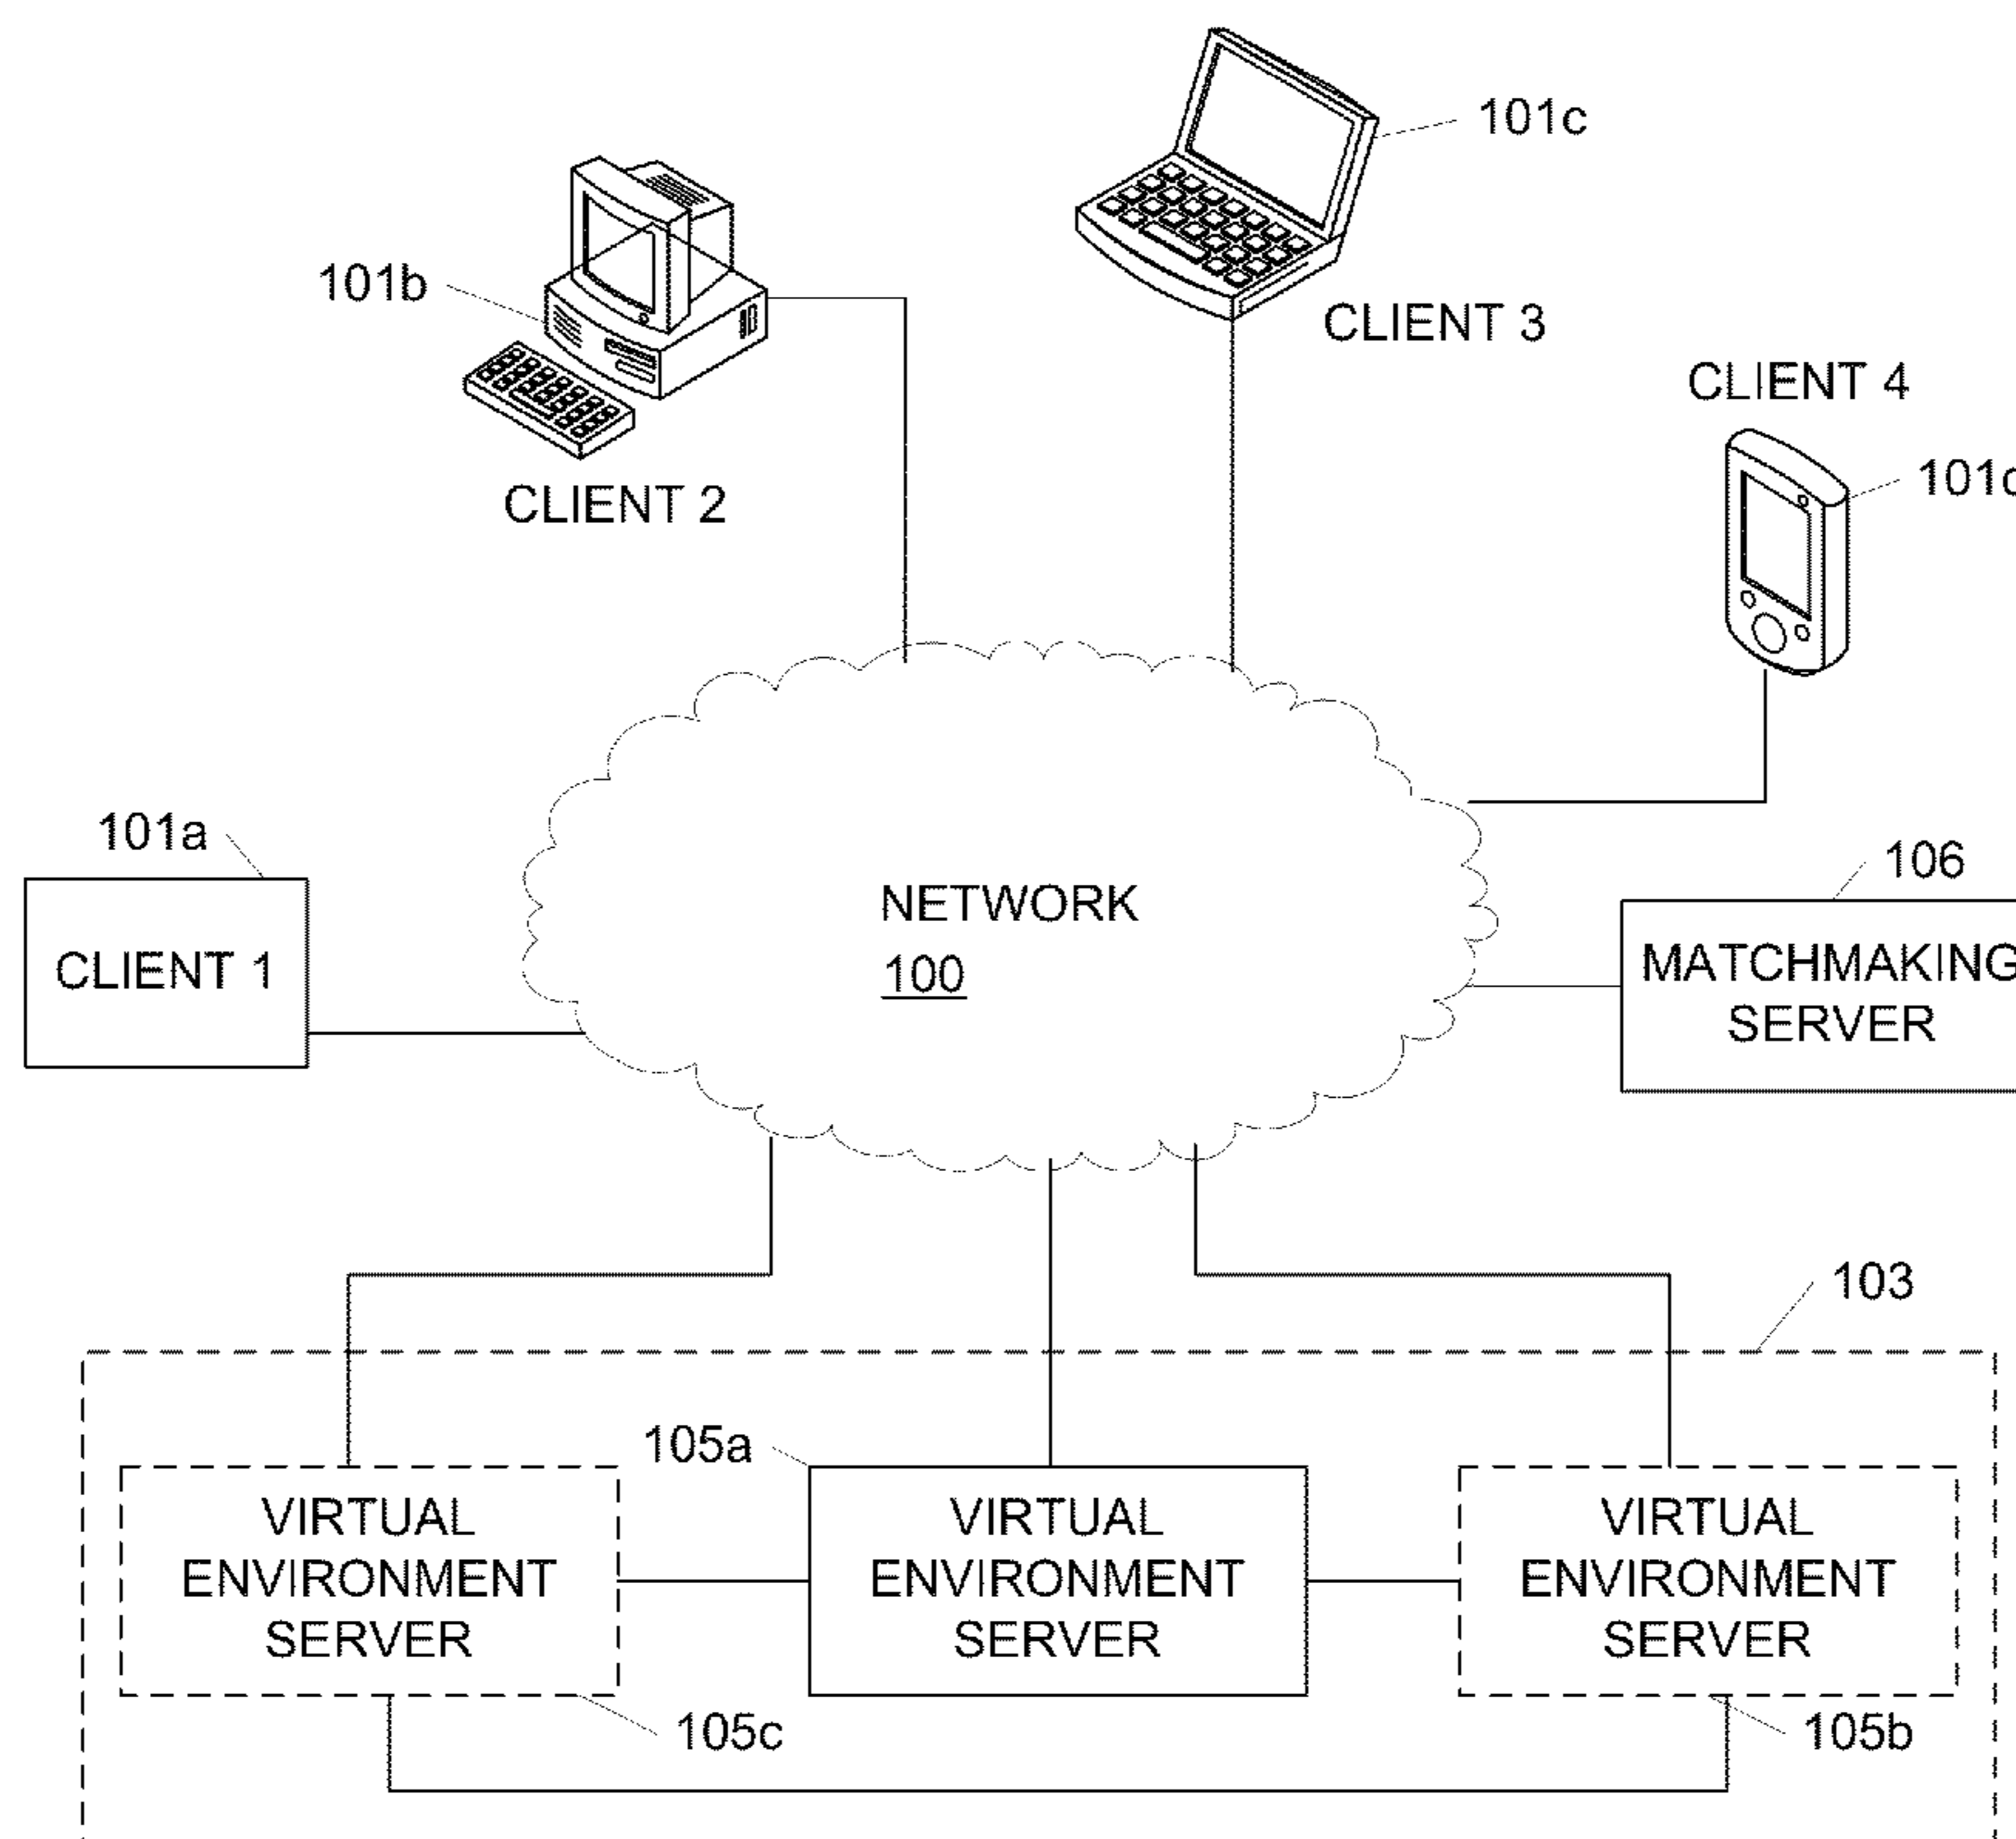 101c
101b
CLIENT 3
CLIENT 4
CLIENT 2
101a
106
CLIENT 1
NETWORK
100
MATCHMAKING
SERVER
103
105a
VIRTUAL
ENVIRONMENT
SERVER
VIRTUAL
ENVIRONMENT
SERVER
VIRTUAL
ENVIRONMENT
SERVER
105c
105b